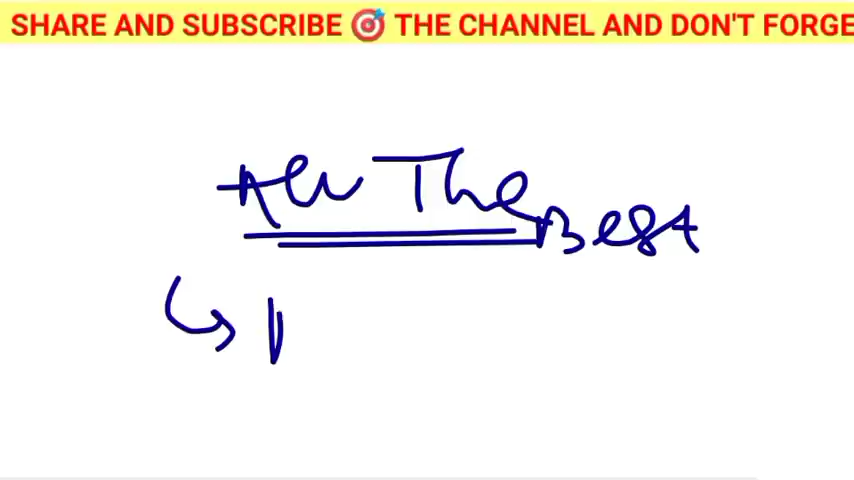 SHARE AND SUBSCRIBE 🎯 THE CHANNEL AND DON'T FORGE
All The Best